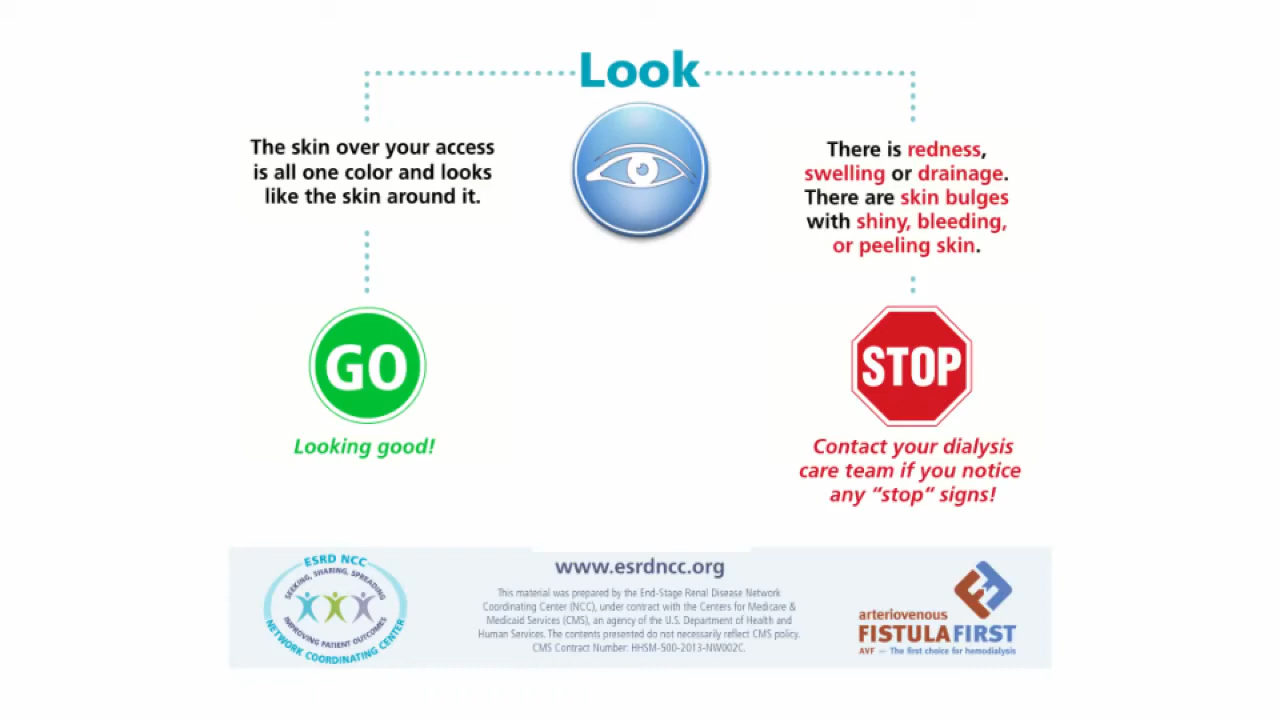 Look
The skin over your access
is all one color and looks
like the skin around it.
There is redness,
swelling or drainage.
There are skin bulges
with shiny, bleeding,
or peeling skin.
GO
Looking good!
STOP
Contact your dialysis
care team if you notice
any “stop“ signs!
ESRD NCC
SEEKING, SHARING, SPREADING
IMPROVING PATIENT OUTCOMES
NETWORK COORDINATING CENTER
www.esrdncc.org
This material was prepared by the End-Stage Renal Disease Network
Coordinating Center (NCC), under contract with the Centers for Medicare &
Medicaid Services (CMS), an agency of the U.S. Department of Health and
Human Services. The contents presented do not necessarily reflect CMS policy.
CMS Contract Number: HHSM-500-2013-NW002C.
arteriovenous
FISTULAFIRST
AVF — The first choice for hemodialysis